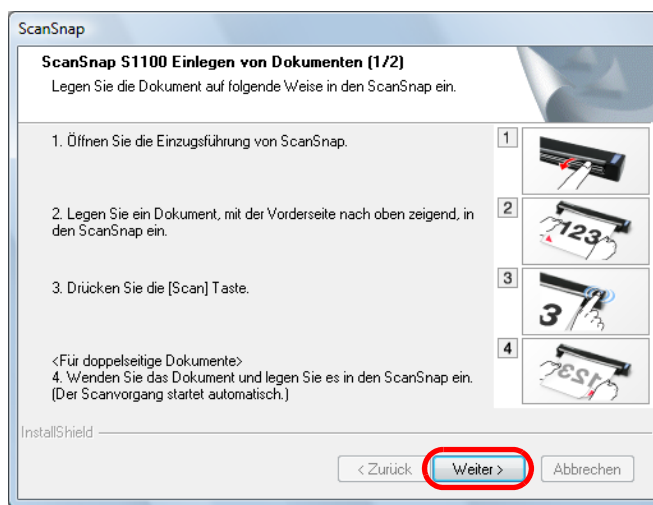 ScanSnap
ScanSnap S1100 Einlegen von Dokumenten (1/2)
Legen Sie die Dokument auf folgende Weise in den ScanSnap ein.
1. Öffnen Sie die Einzugsführung von ScanSnap.
1
2. Legen Sie ein Dokument, mit der Vorderseite nach oben zeigend, in
den ScanSnap ein.
2
123
3. Drücken Sie die [Scan] Taste.
3
3
<Für doppelseitige Dokumente>
4. Wenden Sie das Dokument und legen Sie es in den ScanSnap ein.
(Der Scanvorgang startet automatisch.)
4
123
InstallShield
< Zurück
Weiter >
Abbrechen